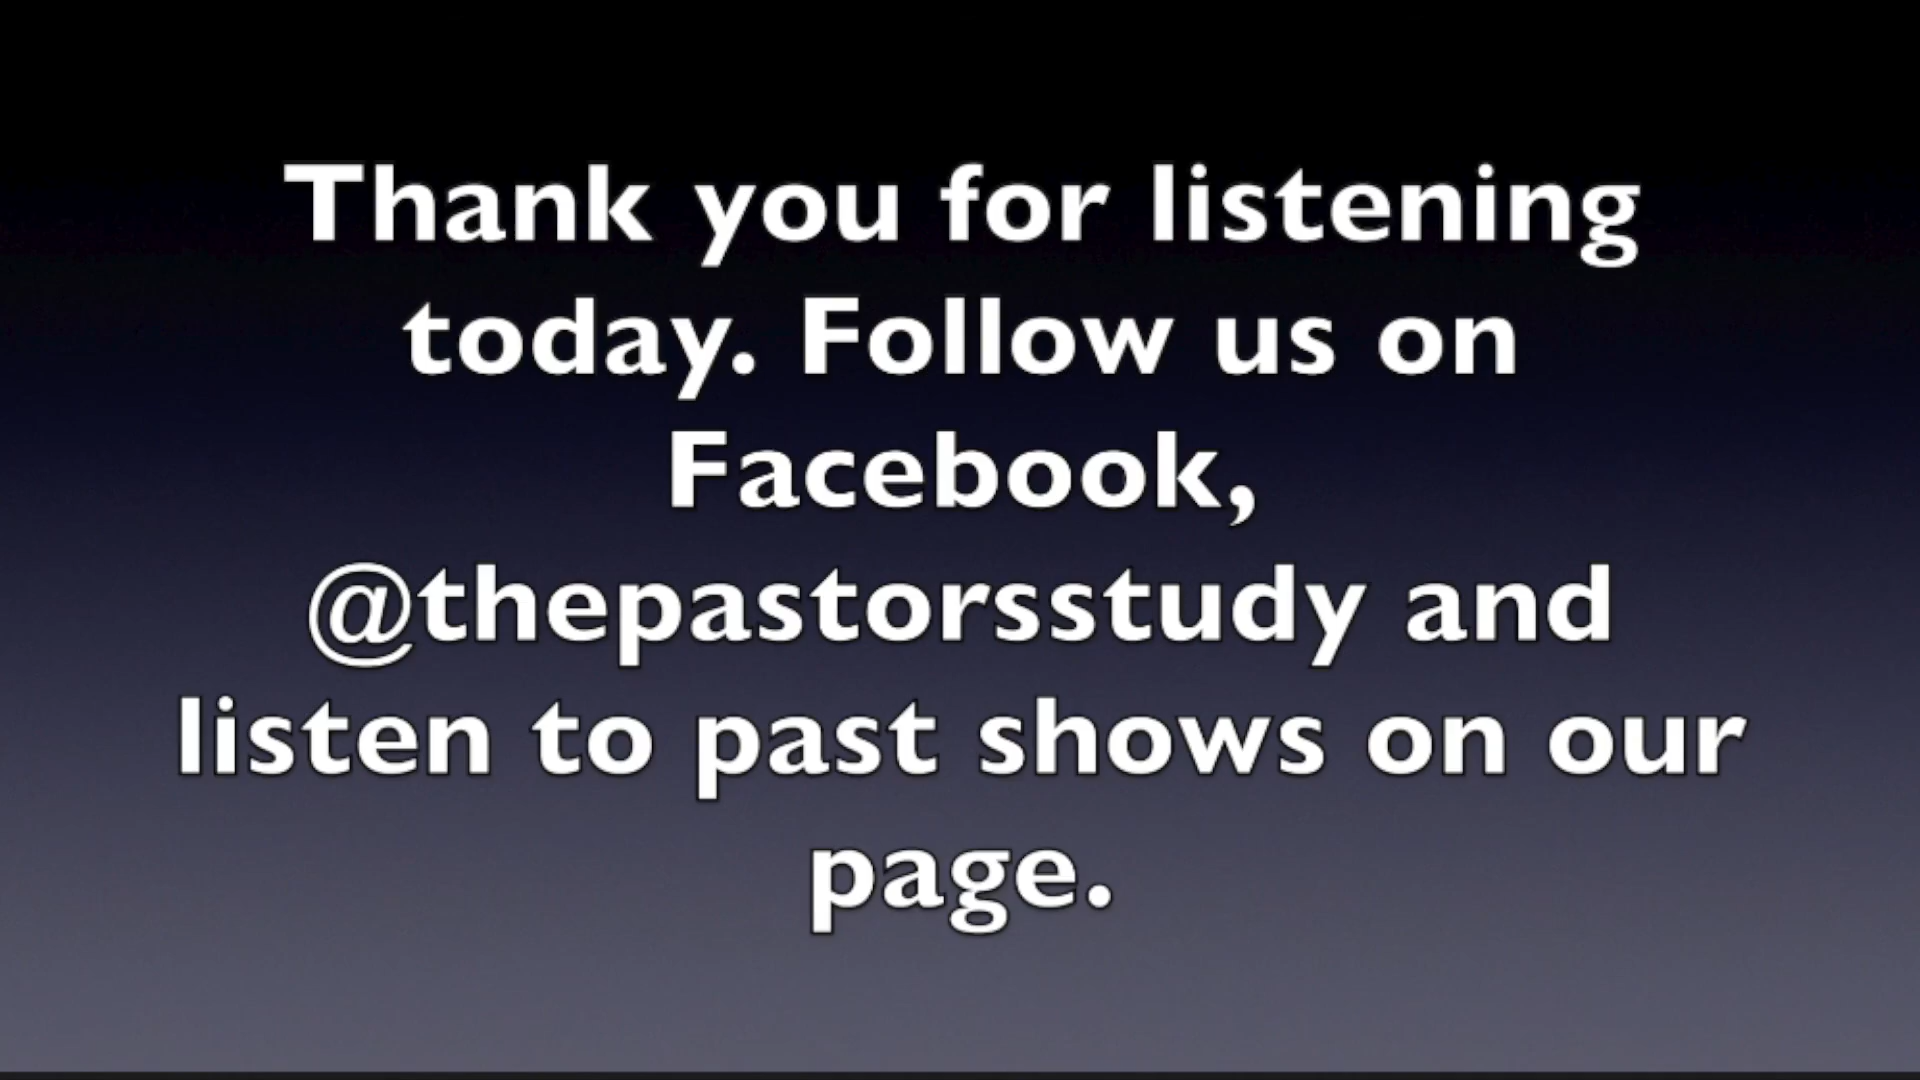 Thank you for listening
today. Follow us on
Facebook,
@thepastorsstudy and
listen to past shows on our
page.